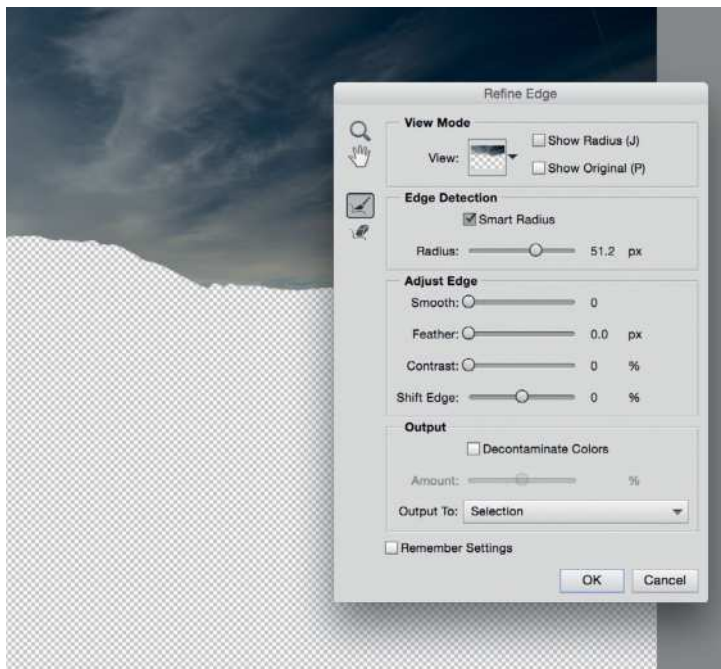 Refine Edge
View Mode
View:
Show Radius (J)
Show Original (P)
Edge Detection
Smart Radius
Radius: 51.2 px
Adjust Edge
Smooth: 0
Feather: 0.0 px
Contrast: 0 %
Shift Edge: 0 %
Output
Decontaminate Colors
Amount: %
Output To: Selection
Remember Settings
OK Cancel